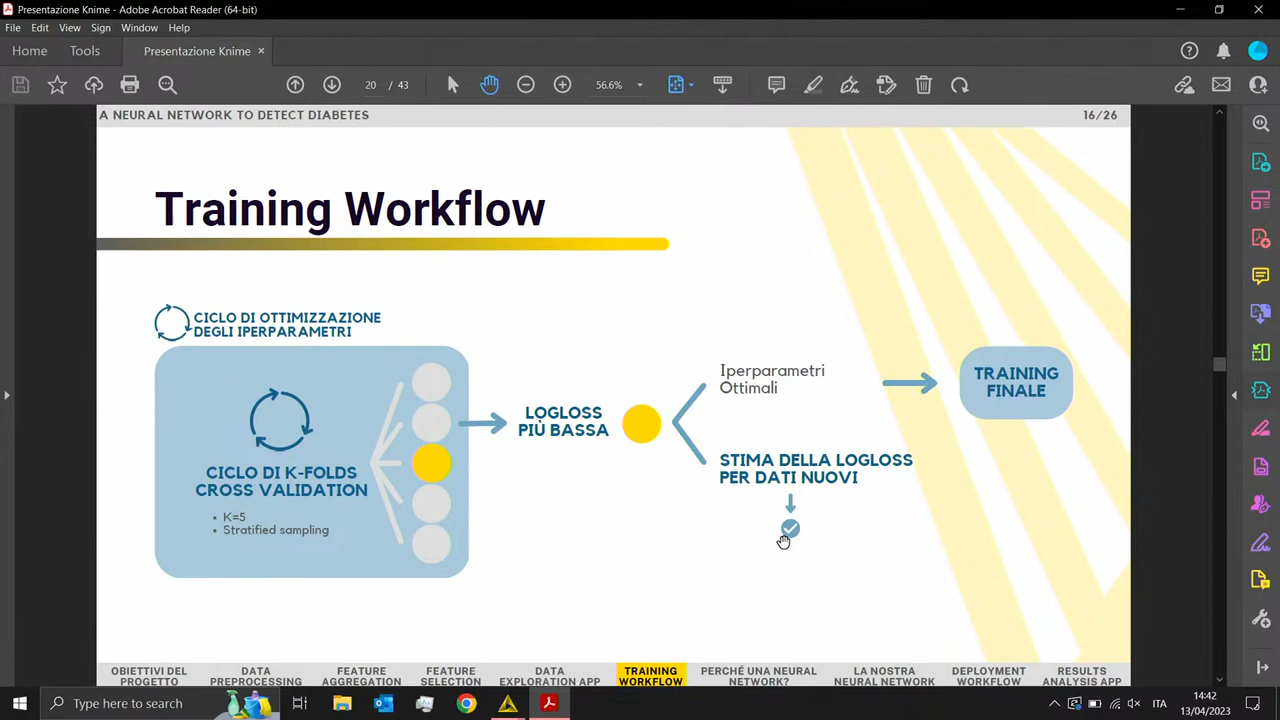 Presentazione Knime - Adobe Acrobat Reader (64-bit)
File Edit View Sign Window Help
Home Tools Presentazione Knime ×
20 / 43 56.6%
A NEURAL NETWORK TO DETECT DIABETES 16/26
Training Workflow
CICLO DI OTTIMIZZAZIONE
DEGLI IPERPARAMETRI
CICLO DI K-FOLDS
CROSS VALIDATION
• K=5
• Stratified sampling
LOGLOSS
PIÙ BASSA
Iperparametri
Ottimali
STIMA DELLA LOGLOSS
PER DATI NUOVI
TRAINING
FINALE
OBIETTIVI DEL
PROGETTO
DATA
PREPROCESSING
FEATURE
AGGREGATION
FEATURE
SELECTION
DATA
EXPLORATION APP
TRAINING
WORKFLOW
PERCHÉ UNA NEURAL
NETWORK?
LA NOSTRA
NEURAL NETWORK
DEPLOYMENT
WORKFLOW
RESULTS
ANALYSIS APP
Type here to search
ITA
14:42
13/04/2023